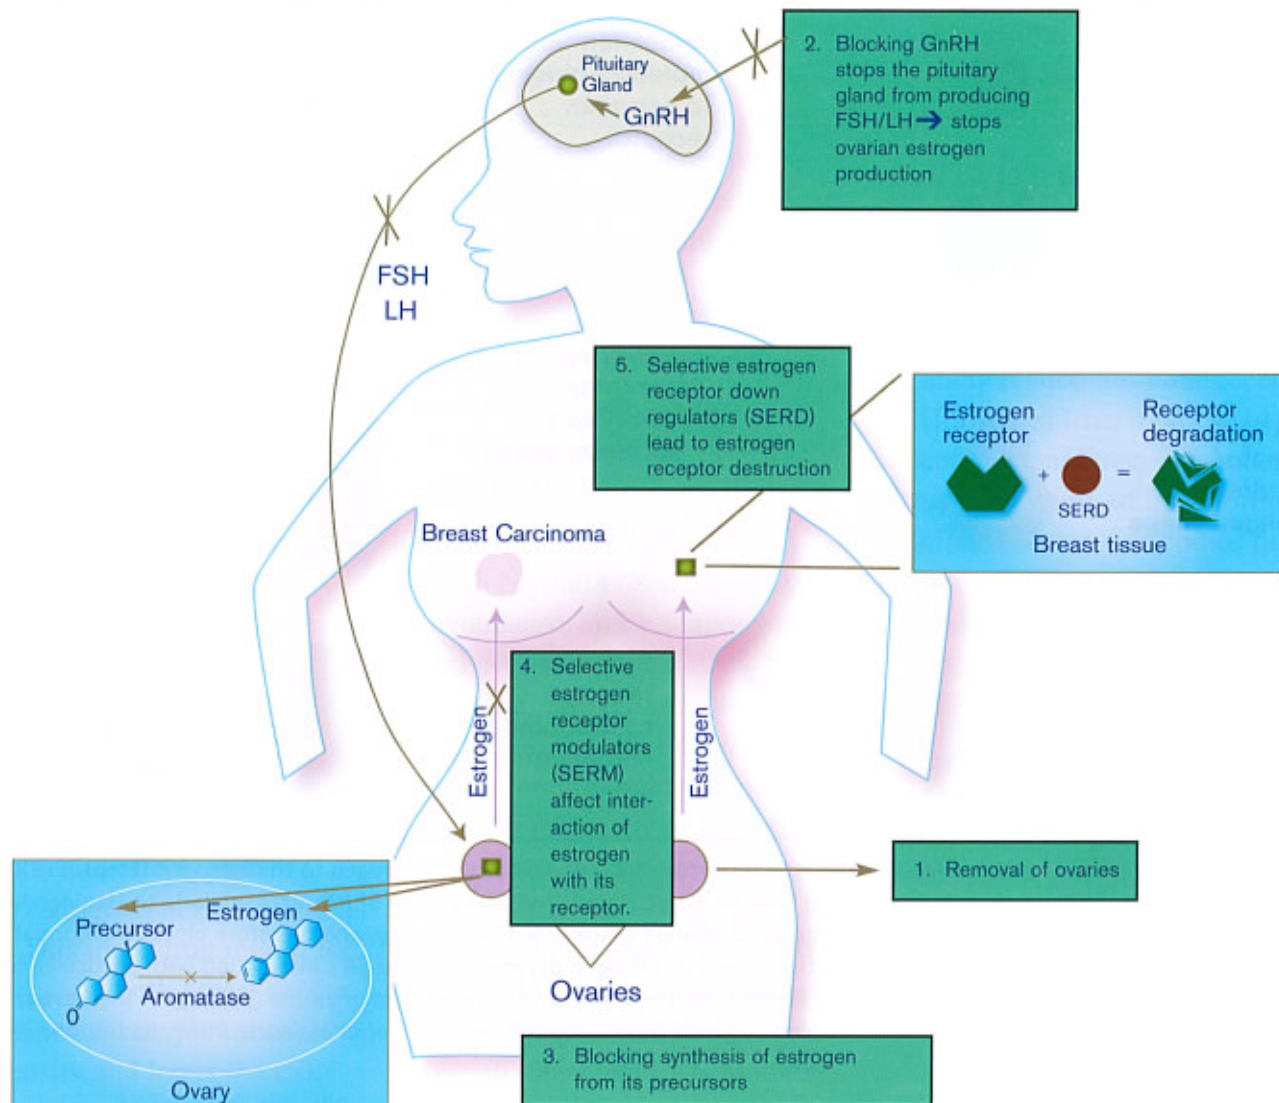 Pituitary
Gland
GnRH
2. Blocking GnRH
stops the pituitary
gland from producing
FSH/LH➔ stops
ovarian estrogen
production
FSH
LH
5. Selective estrogen
receptor down
regulators (SERD)
lead to estrogen
receptor destruction
Estrogen
receptor
+
SERD
=
Receptor
degradation
Breast tissue
Breast Carcinoma
Estrogen
4. Selective
estrogen
receptor
modulators
(SERM)
affect inter-
action of
estrogen
with its
receptor.
Estrogen
1. Removal of ovaries
Precursor
Estrogen
O
Aromatase
Ovary
Ovaries
3. Blocking synthesis of estrogen
from its precursors